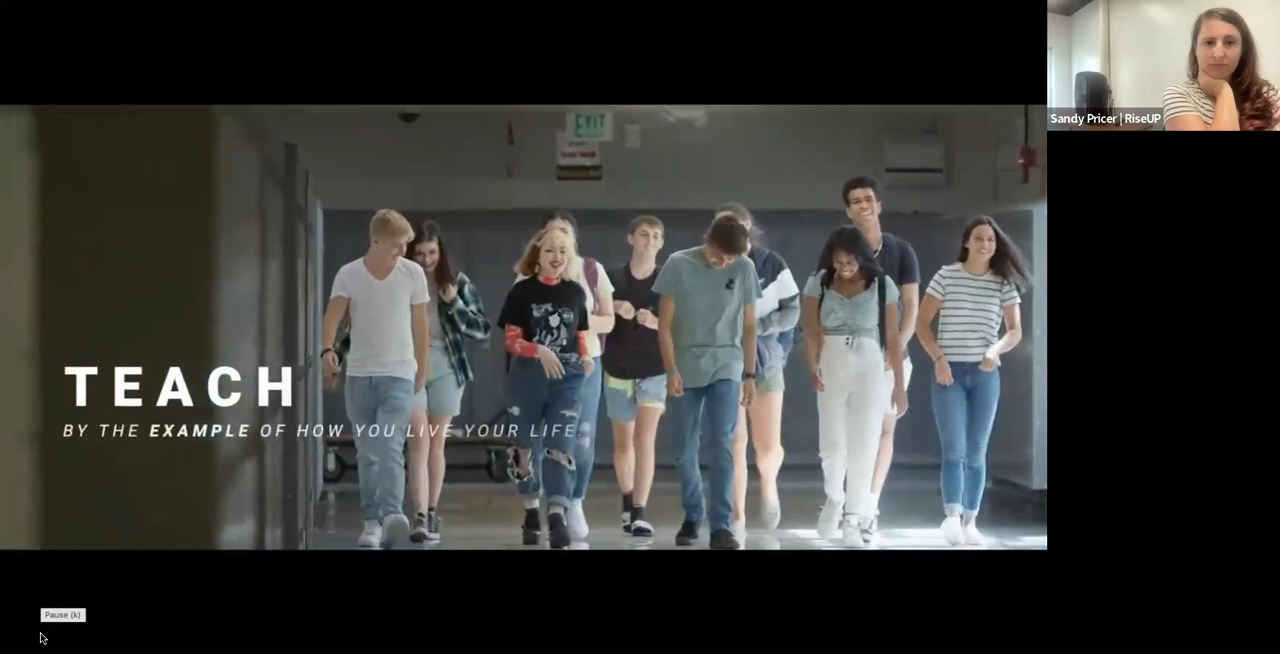 EXIT
TEACH
BY THE EXAMPLE OF HOW YOU LIVE YOUR LIFE.
Pause (k)
Sandy Pricer | RiseUP